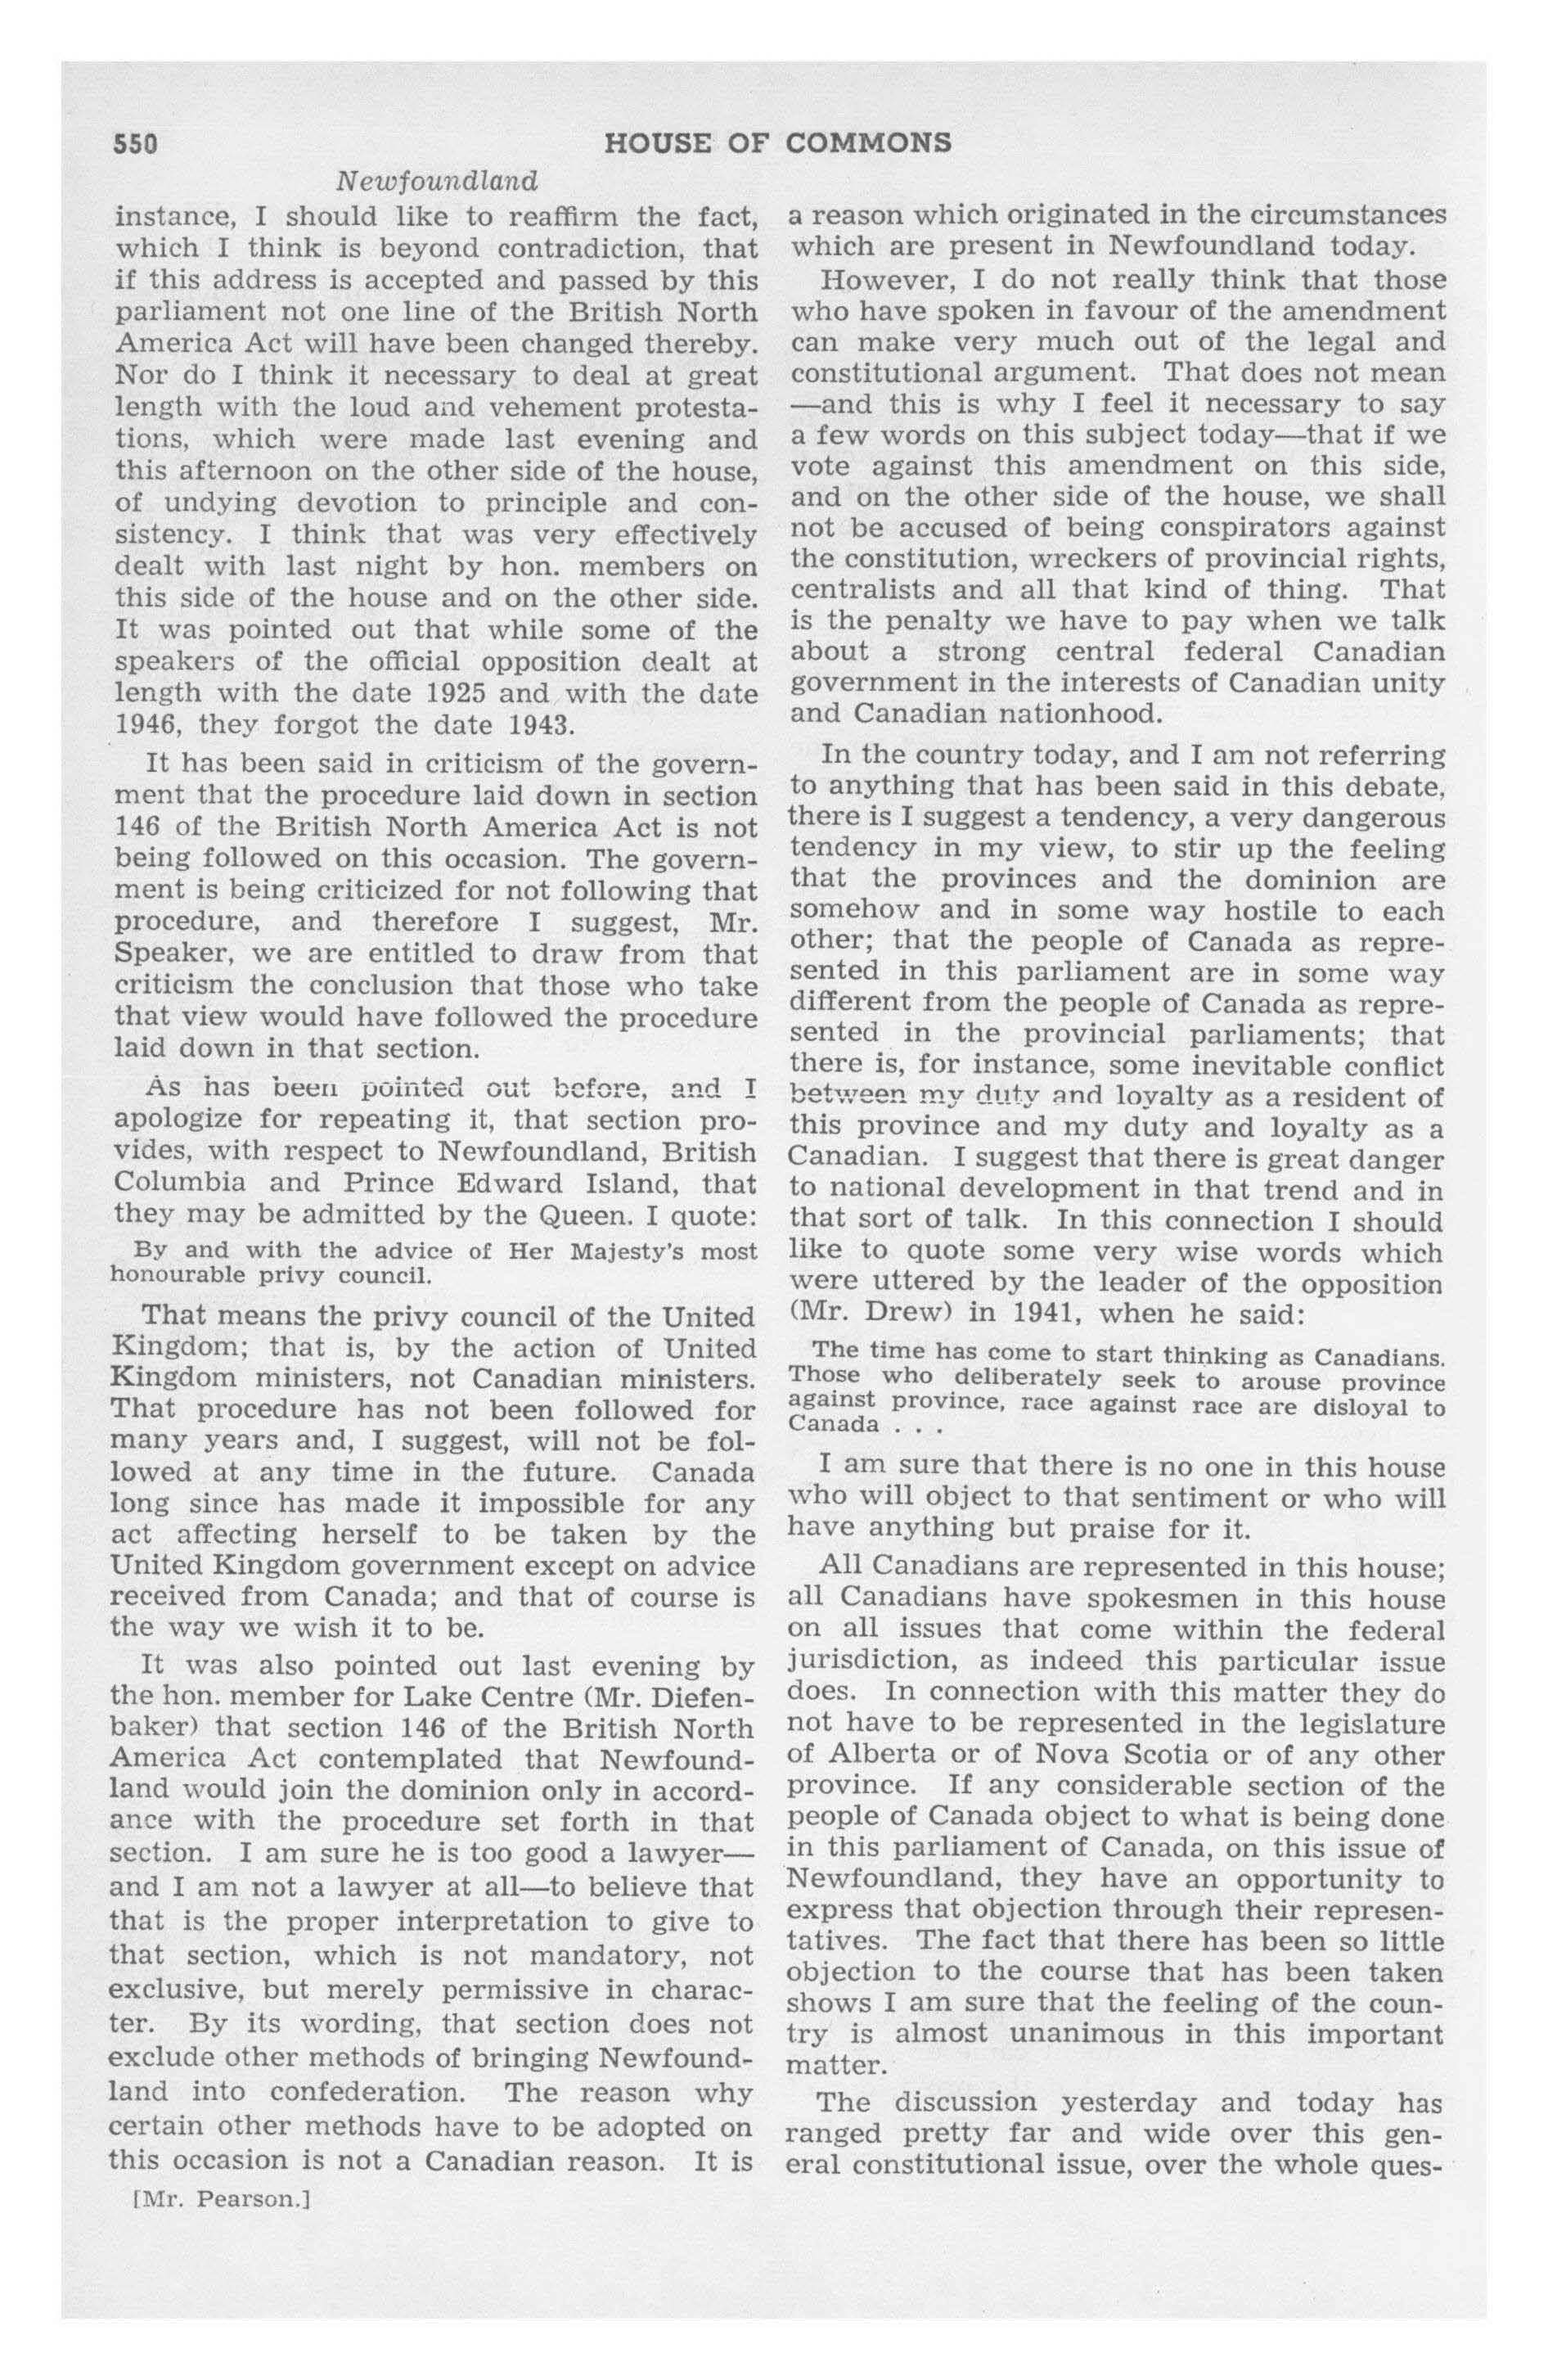 550
HOUSE OF COMMONS
Newfoundland
instance, I should like to reaffirm the fact,
which I think is beyond contradiction, that
if this address is accepted and passed by this
parliament not one line of the British North
America Act will have been changed thereby.
Nor do I think it necessary to deal at great
length with the loud and vehement protesta-
tions, which were made last evening and
this afternoon on the other side of the house,
of undying devotion to principle and con-
sistency. I think that was very effectively
dealt with last night by hon. members on
this side of the house and on the other side.
It was pointed out that while some of the
speakers of the official opposition dealt at
length with the date 1925 and with the date
1946, they forgot the date 1943.
It has been said in criticism of the govern-
ment that the procedure laid down in section
146 of the British North America Act is not
being followed on this occasion. The govern-
ment is being criticized for not following that
procedure, and therefore I suggest, Mr.
Speaker, we are entitled to draw from that
criticism the conclusion that those who take
that view would have followed the procedure
laid down in that section.
As has been pointed out before, and I
apologize for repeating it, that section pro-
vides, with respect to Newfoundland, British
Columbia and Prince Edward Island, that
they may be admitted by the Queen. I quote:
By and with the advice of Her Majesty's most
honourable privy council.
That means the privy council of the United
Kingdom; that is, by the action of United
Kingdom ministers, not Canadian ministers.
That procedure has not been followed for
many years and, I suggest, will not be fol-
lowed at any time in the future. Canada
long since has made it impossible for any
act affecting herself to be taken by the
United Kingdom government except on advice
received from Canada; and that of course is
the way we wish it to be.
It was also pointed out last evening by
the hon. member for Lake Centre (Mr. Diefen-
baker) that section 146 of the British North
America Act contemplated that Newfound-
land would join the dominion only in accord-
ance with the procedure set forth in that
section. I am sure he is too good a lawyer—
and I am not a lawyer at all—to believe that
that is the proper interpretation to give to
that section, which is not mandatory, not
exclusive, but merely permissive in charac-
ter. By its wording, that section does not
exclude other methods of bringing Newfound-
land into confederation. The reason why
certain other methods have to be adopted on
this occasion is not a Canadian reason. It is
[Mr. Pearson.]
a reason which originated in the circumstances
which are present in Newfoundland today.
However, I do not really think that those
who have spoken in favour of the amendment
can make very much out of the legal and
constitutional argument. That does not mean
—and this is why I feel it necessary to say
a few words on this subject today—that if we
vote against this amendment on this side,
and on the other side of the house, we shall
not be accused of being conspirators against
the constitution, wreckers of provincial rights,
centralists and all that kind of thing. That
is the penalty we have to pay when we talk
about a strong central federal Canadian
government in the interests of Canadian unity
and Canadian nationhood.
In the country today, and I am not referring
to anything that has been said in this debate,
there is I suggest a tendency, a very dangerous
tendency in my view, to stir up the feeling
that the provinces and the dominion are
somehow and in some way hostile to each
other; that the people of Canada as repre-
sented in this parliament are in some way
different from the people of Canada as repre-
sented in the provincial parliaments; that
there is, for instance, some inevitable conflict
between my duty and loyalty as a resident of
this province and my duty and loyalty as a
Canadian. I suggest that there is great danger
to national development in that trend and in
that sort of talk. In this connection I should
like to quote some very wise words which
were uttered by the leader of the opposition
(Mr. Drew) in 1941, when he said:
The time has come to start thinking as Canadians.
Those who deliberately seek to arouse province
against province, race against race are disloyal to
Canada . . .
I am sure that there is no one in this house
who will object to that sentiment or who will
have anything but praise for it.
All Canadians are represented in this house;
all Canadians have spokesmen in this house
on all issues that come within the federal
jurisdiction, as indeed this particular issue
does. In connection with this matter they do
not have to be represented in the legislature
of Alberta or of Nova Scotia or of any other
province. If any considerable section of the
people of Canada object to what is being done
in this parliament of Canada, on this issue of
Newfoundland, they have an opportunity to
express that objection through their represen-
tatives. The fact that there has been so little
objection to the course that has been taken
shows I am sure that the feeling of the coun-
try is almost unanimous in this important
matter.
The discussion yesterday and today has
ranged pretty far and wide over this gen-
eral constitutional issue, over the whole ques-